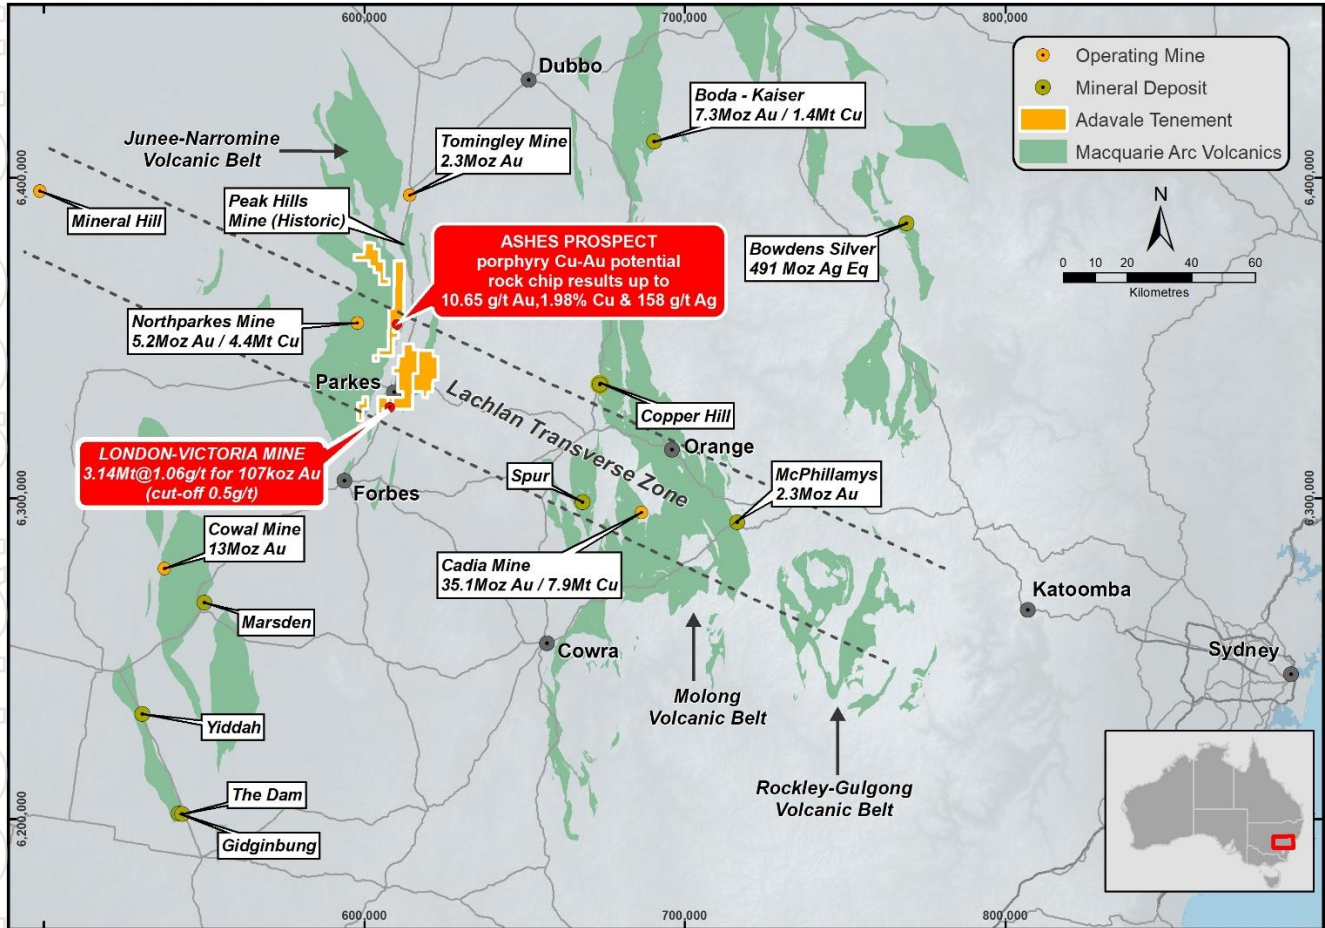 600,000
700,000
800,000
Operating Mine
Mineral Deposit
Adavale Tenement
Macquarie Arc Volcanics
N
0 10 20 30 40 50 60
Kilometres
Dubbo
Boda - Kaiser
7.3Moz Au / 1.4Mt Cu
Junee-Narromine
Volcanic Belt
Tomingley Mine
2.3Moz Au
6,400,000
6,400,000
Mineral Hill
Peak Hills
Mine (Historic)
ASHES PROSPECT
porphyry Cu-Au potential
rock chip results up to
10.65 g/t Au,1.98% Cu & 158 g/t Ag
Bowdens Silver
491 Moz Ag Eq
Northparkes Mine
5.2Moz Au / 4.4Mt Cu
Parkes
Lachlan Transverse Zone
Copper Hill
Orange
LONDON-VICTORIA MINE
3.14Mt@1.06g/t for 107koz Au
(cut-off 0.5g/t)
Forbes
Spur
McPhillamys
2.3Moz Au
6,300,000
6,300,000
Cowal Mine
13Moz Au
Cadia Mine
35.1Moz Au / 7.9Mt Cu
Marsden
Katoomba
Cowra
Sydney
Molong
Volcanic Belt
Yiddah
Rockley-Gulgong
Volcanic Belt
The Dam
Gidginbung
6,200,000
6,200,000
600,000
700,000
800,000